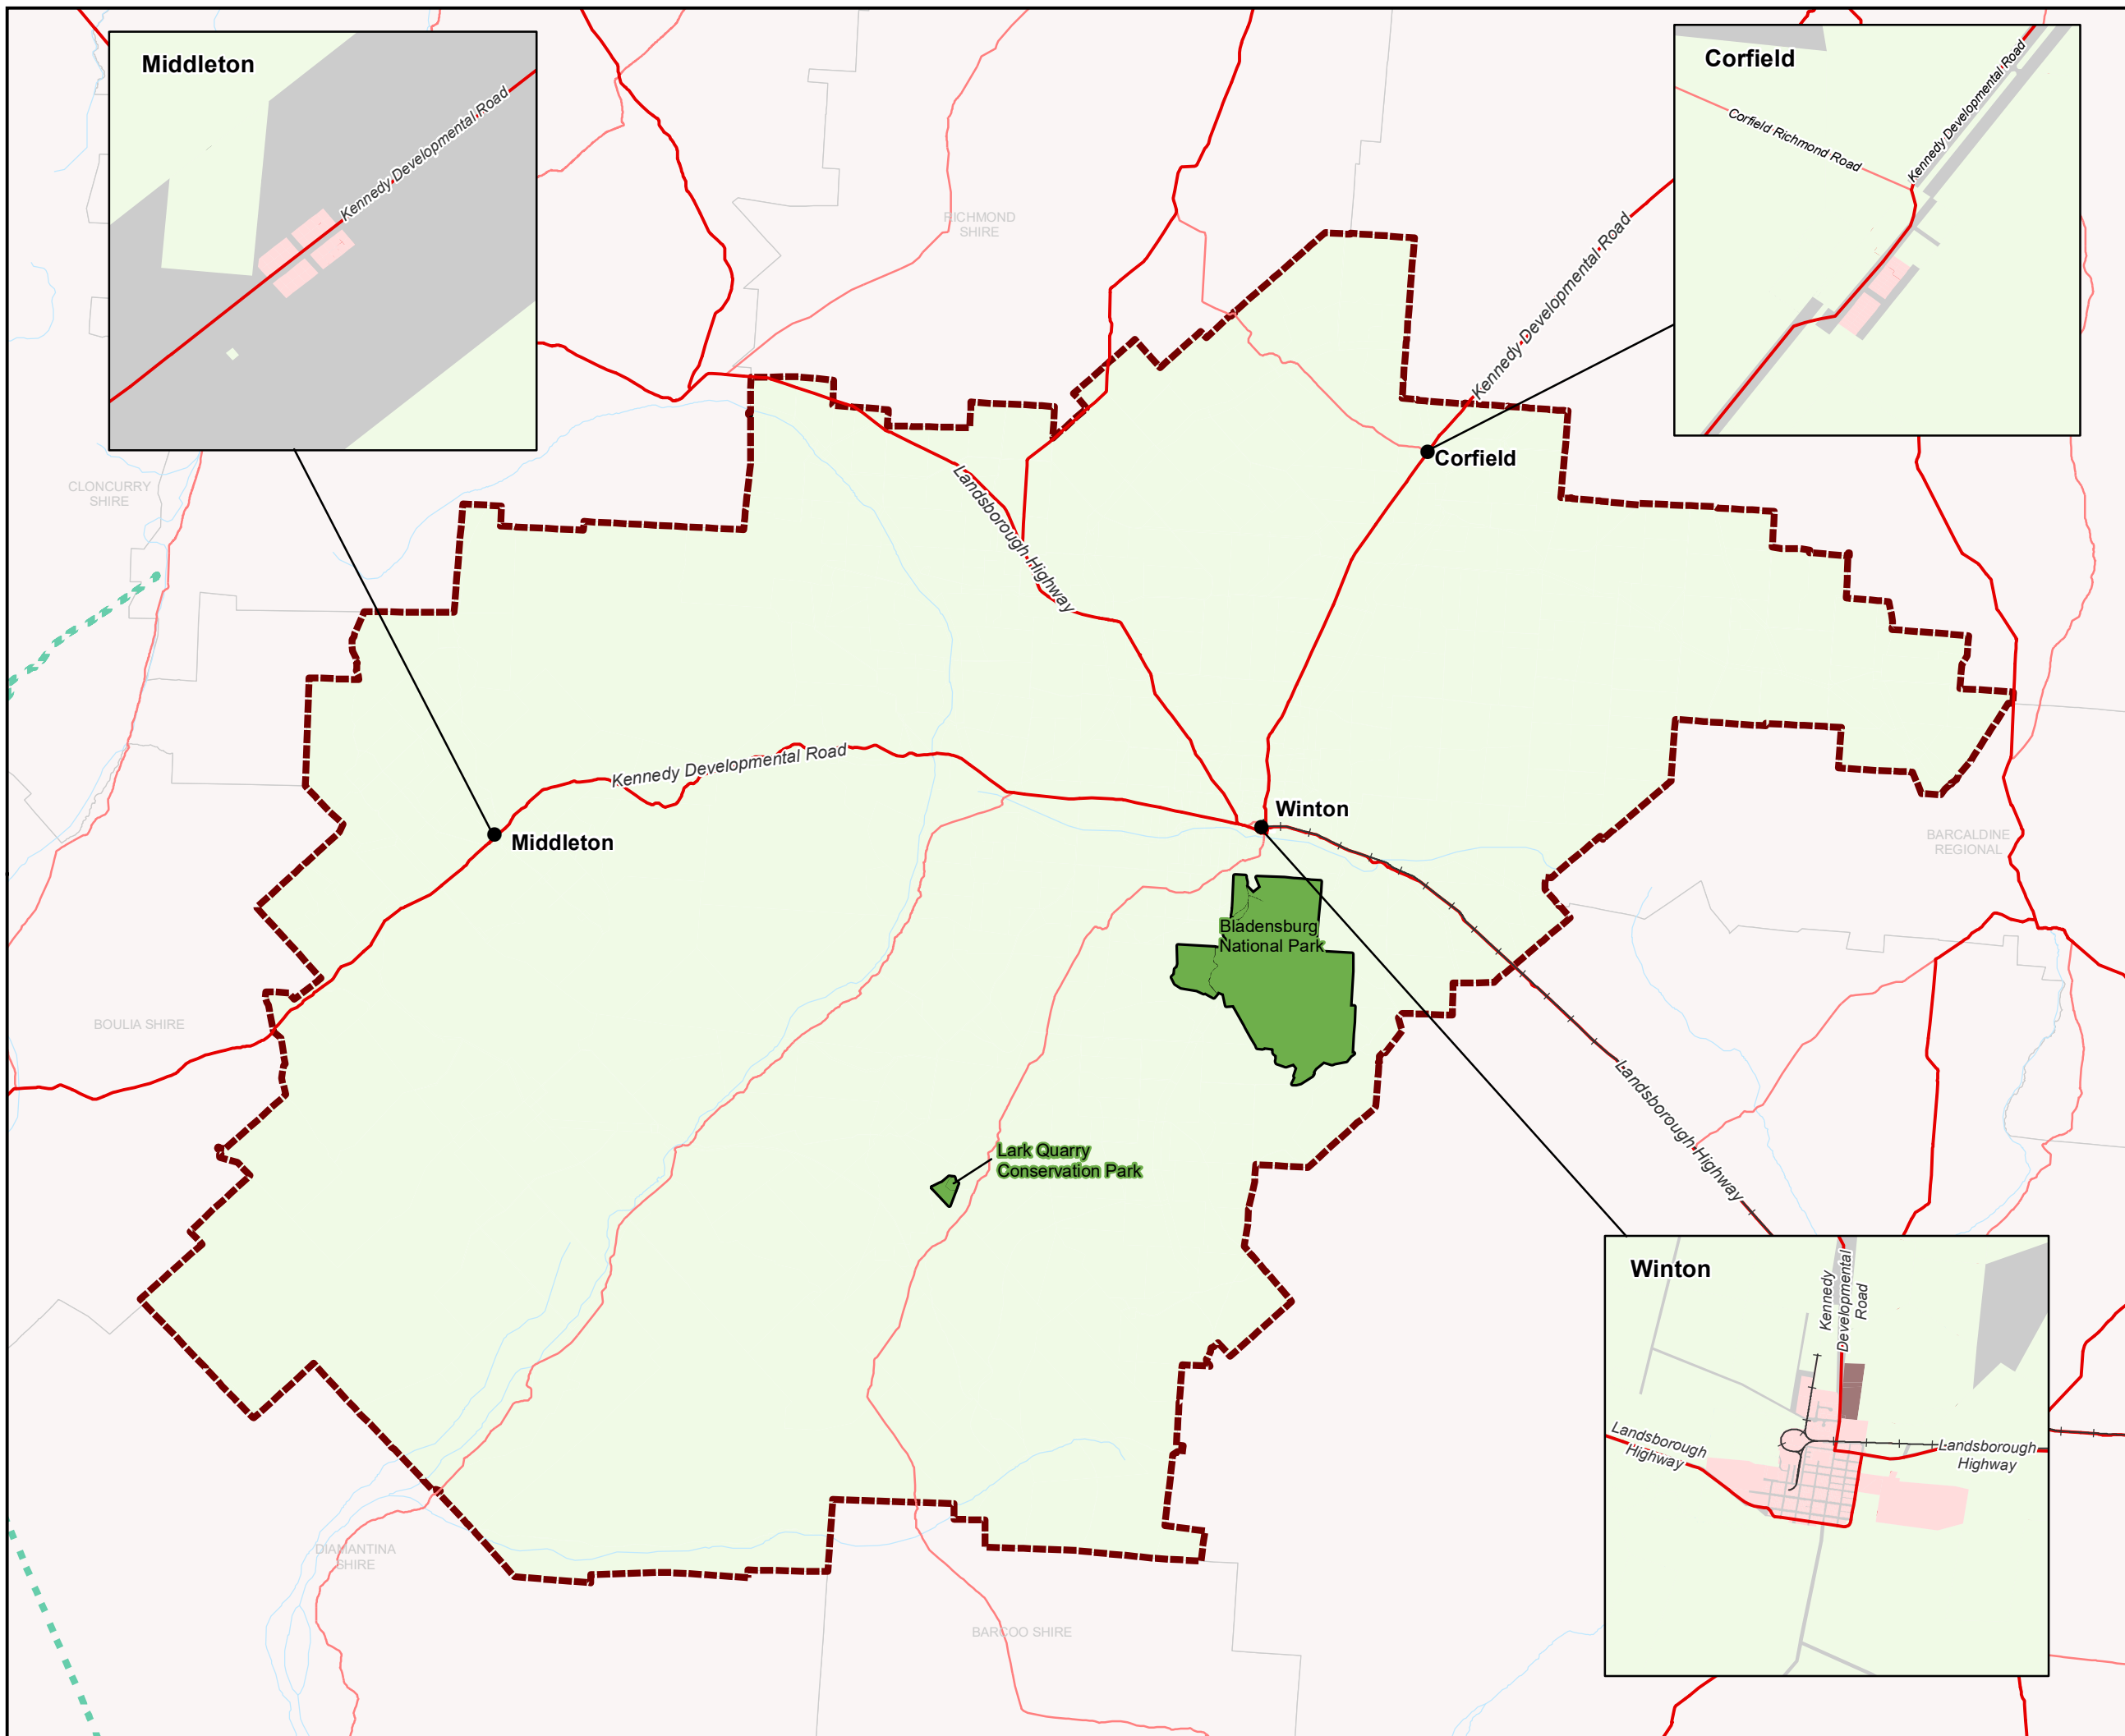 Middleton
Kennedy Developmental Road
Corfield
Corfield Richmond Road
Kennedy Developmental Road
RICHMOND
SHIRE
Kennedy Developmental Road
CLONCURRY
SHIRE
Corfield
Landsborough Highway
Kennedy Developmental Road
Winton
Middleton
BARCALDINE
REGIONAL
Bladensburg
National Park
BOULIA SHIRE
Landsborough Highway
Lark Quarry
Conservation Park
Winton
Kennedy
Developmental
Road
Landsborough
Highway
Landsborough
Highway
DIAMANTINA
SHIRE
BARCOO SHIRE